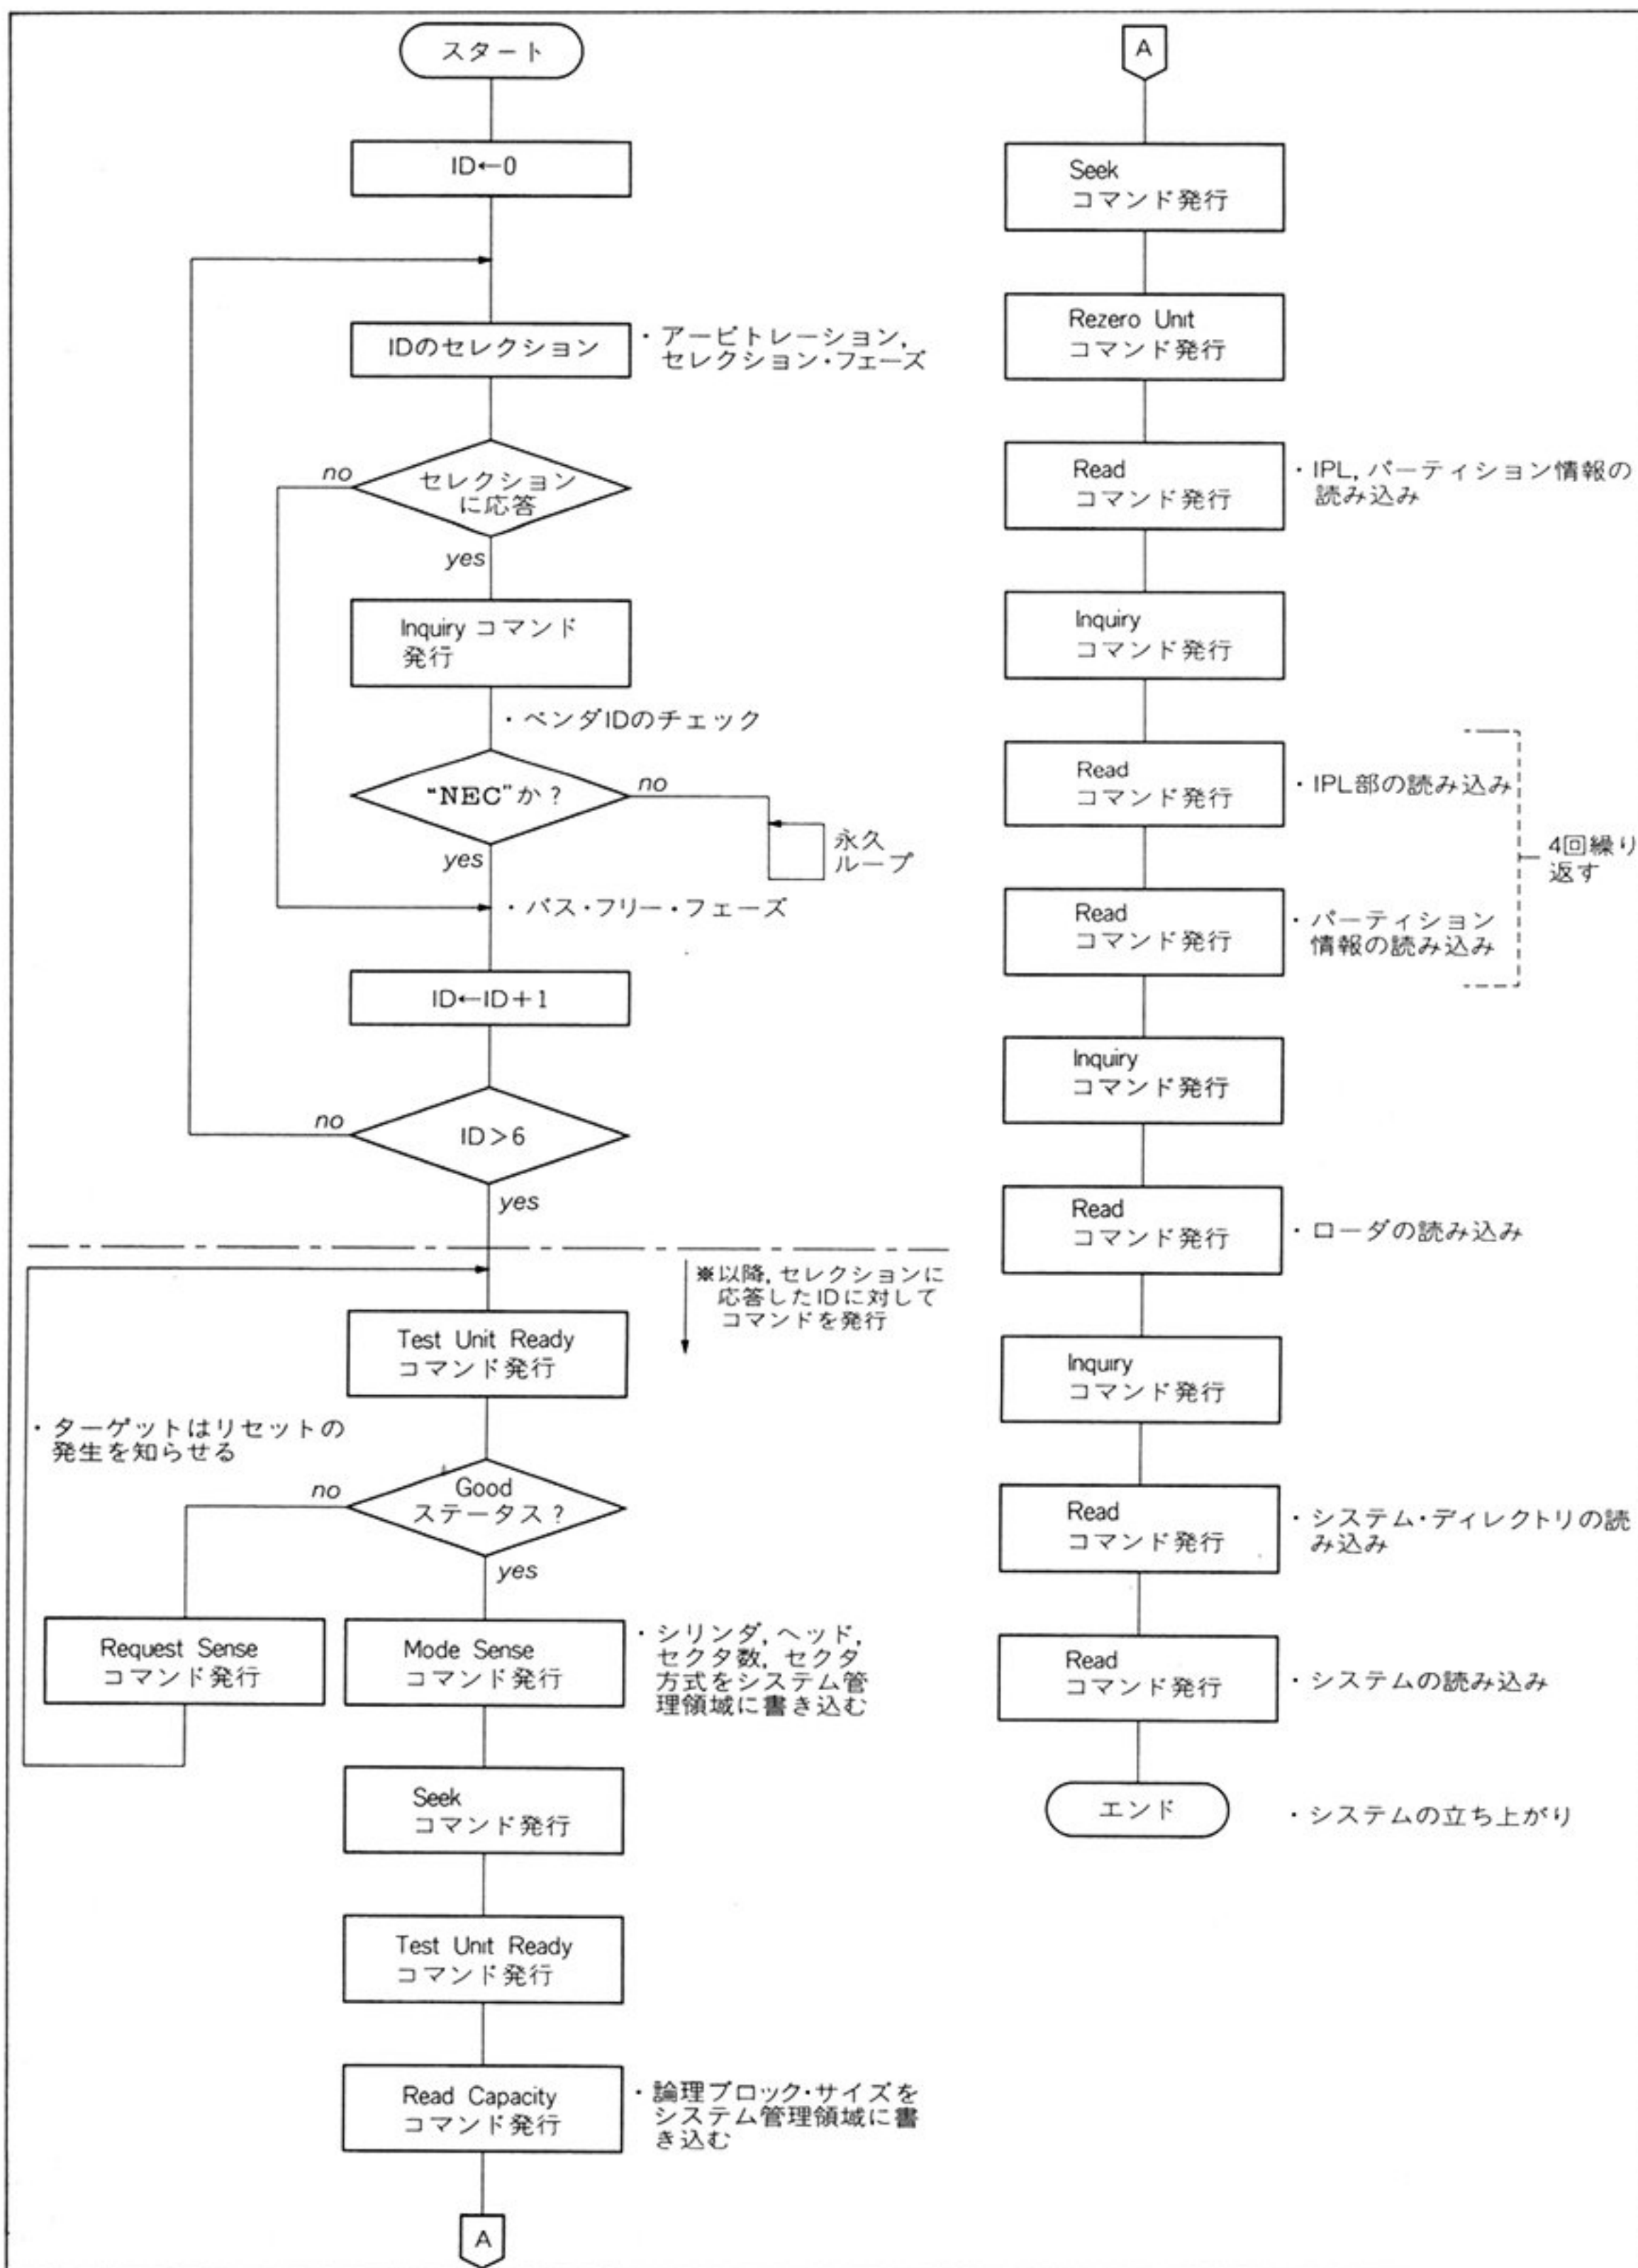 スタート
ID←0
IDのセレクション
・アービトレーション,
セレクション・フェーズ
セレクション
に応答
no
yes
Inquiry コマンド
発行
・ベンダIDのチェック
“NEC”か?
no
yes
永久
ループ
・バス・フリー・フェーズ
ID←ID+1
ID>6
no
yes
※以降,セレクションに
応答したIDに対して
コマンドを発行
Test Unit Ready
コマンド発行
・ターゲットはリセットの
発生を知らせる
Good
ステータス?
no
yes
Request Sense
コマンド発行
Mode Sense
コマンド発行
・シリンダ,ヘッド,
セクタ数,セクタ
方式をシステム管
理領域に書き込む
Seek
コマンド発行
Test Unit Ready
コマンド発行
Read Capacity
コマンド発行
・論理ブロック・サイズを
システム管理領域に書
き込む
A
A
Seek
コマンド発行
Rezero Unit
コマンド発行
Read
コマンド発行
・IPL,パーティション情報の
読み込み
Inquiry
コマンド発行
Read
コマンド発行
・IPL部の読み込み
4回繰り
返す
Read
コマンド発行
・パーティション
情報の読み込み
Inquiry
コマンド発行
Read
コマンド発行
・ローダの読み込み
Inquiry
コマンド発行
Read
コマンド発行
・システム・ディレクトリの読
み込み
Read
コマンド発行
・システムの読み込み
エンド
・システムの立ち上がり